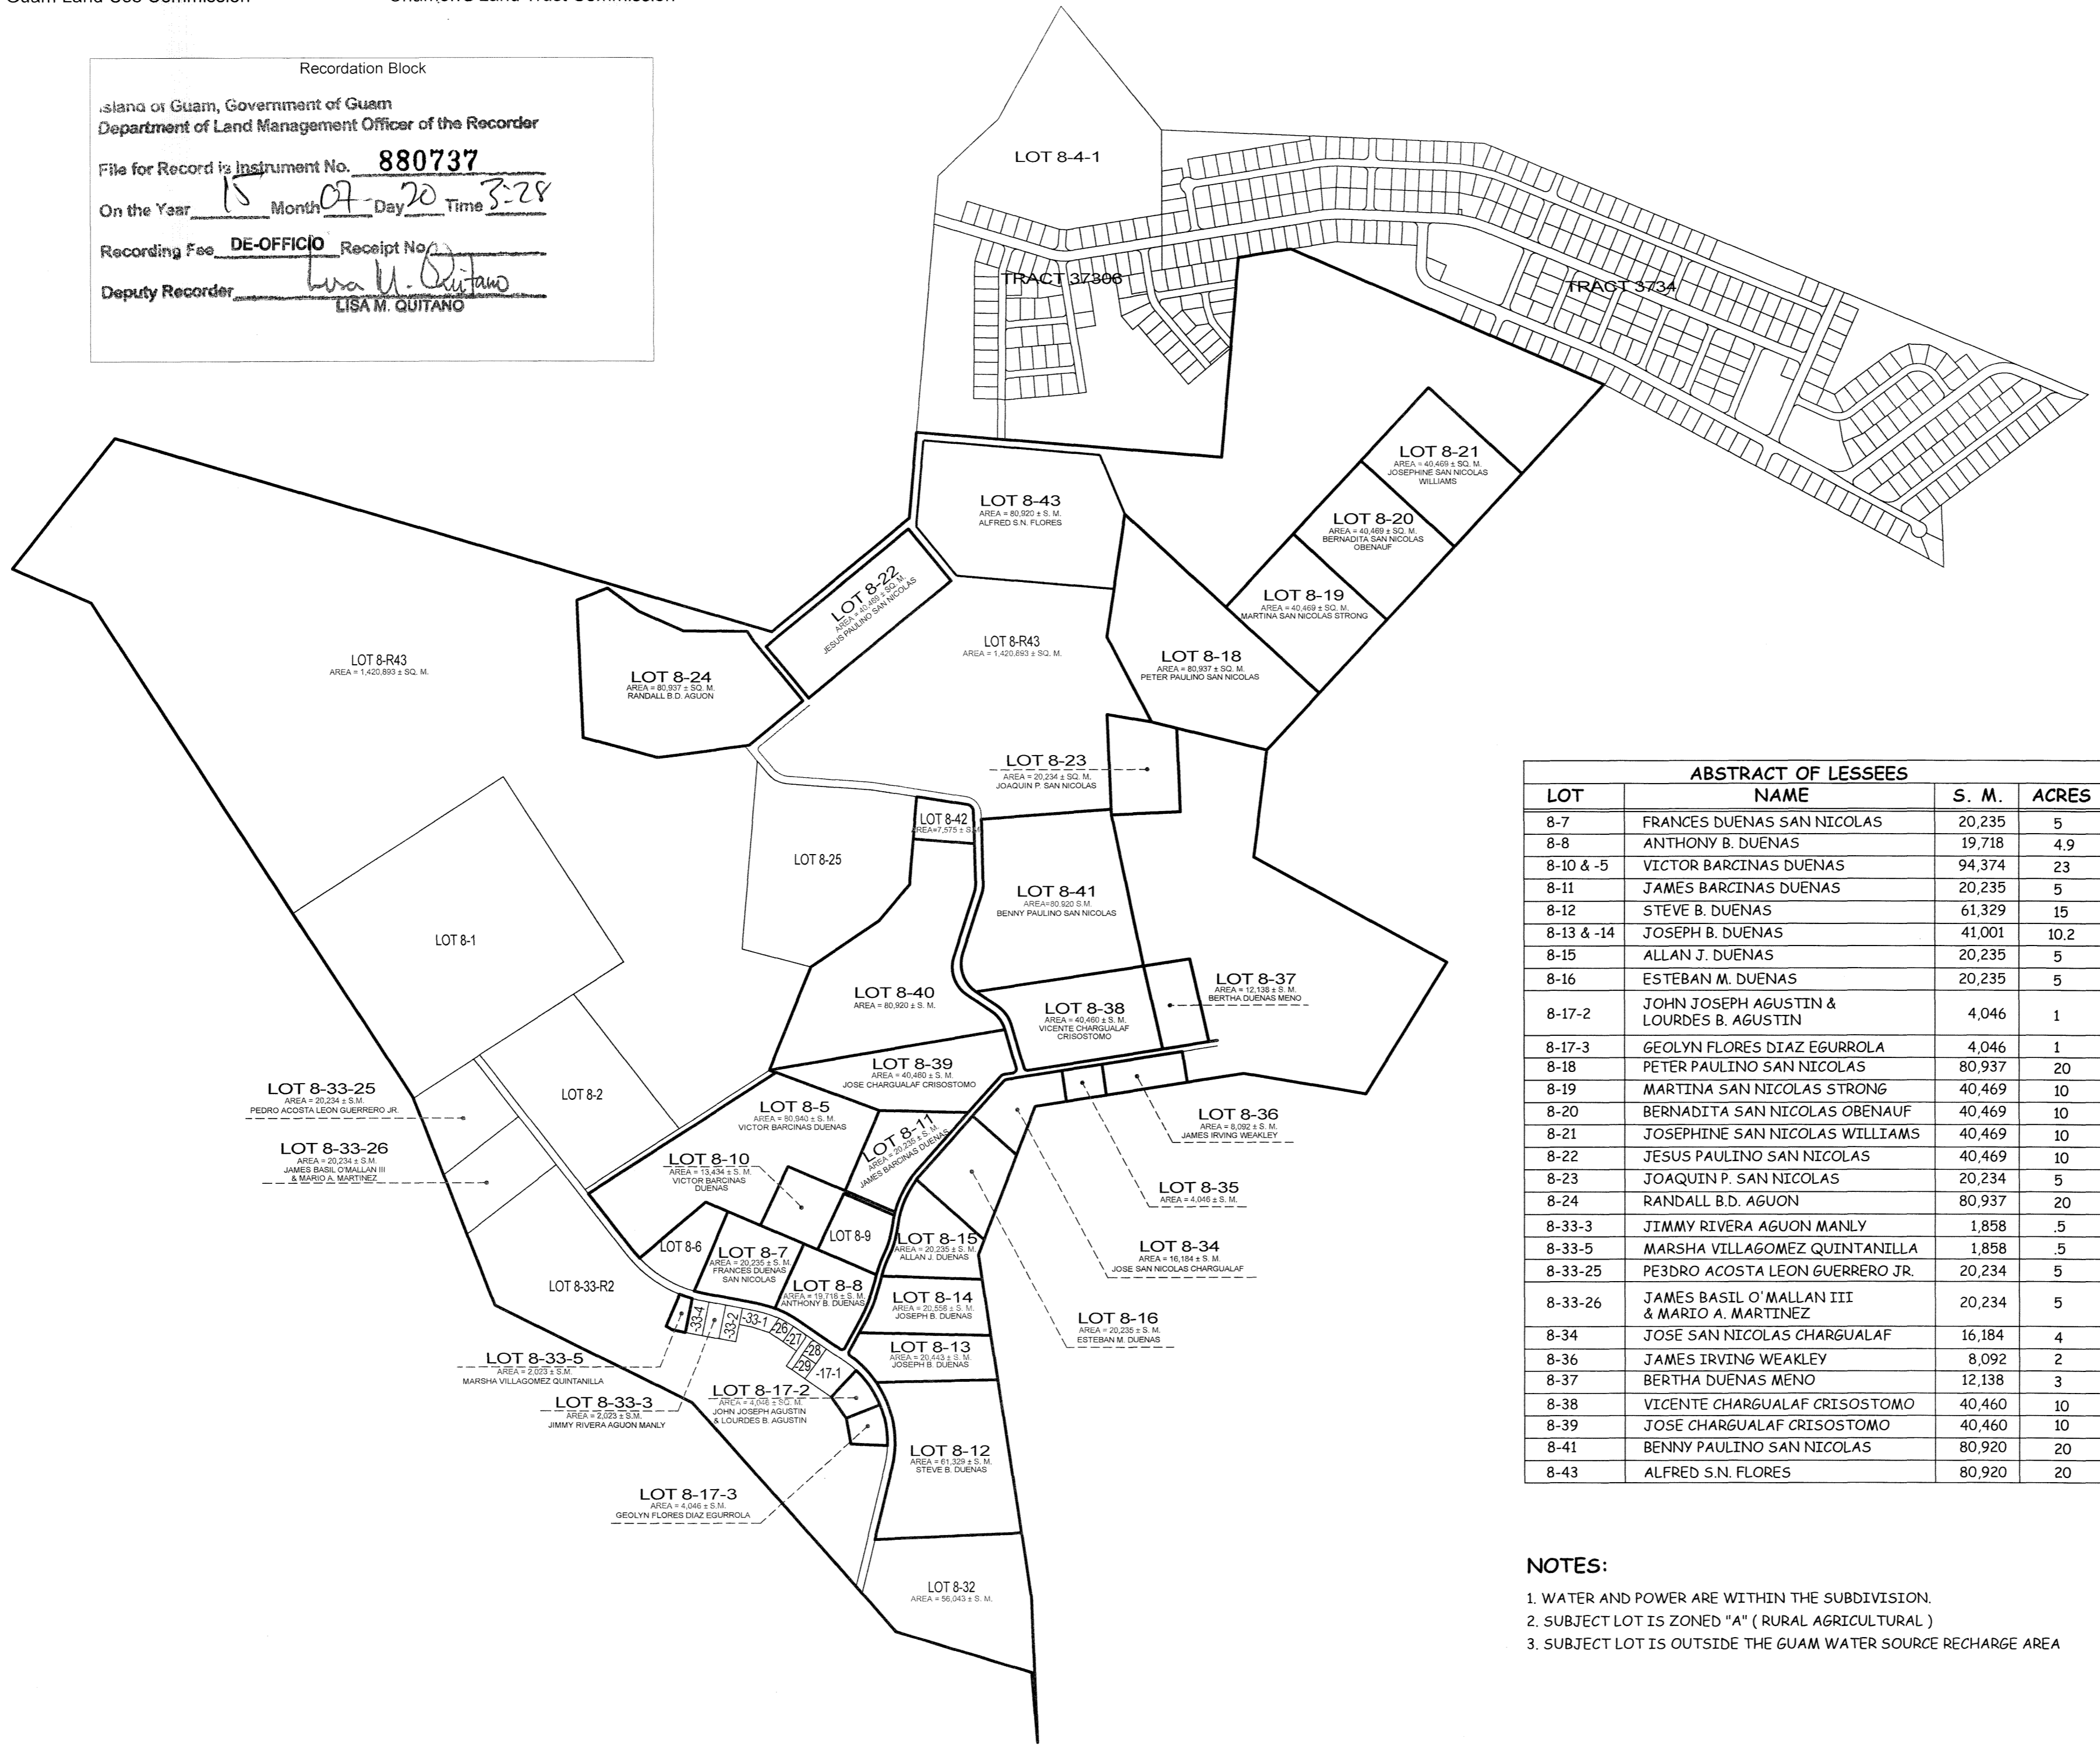 Guam Land Use Commission
Chamorro Land Trust Commission
Recordation Block
Island of Guam, Government of Guam
Department of Land Management Officer of the Recorder
File for Record is Instrument No. 880737
On the Year 15 Month 07 - Day 20 Time 3:28
Recording Fee DE-OFFICIO Receipt No.
Deputy Recorder Lisa M. Quitano
LISA M. QUITANO
LOT 8-4-1
TRACT 37306
TRACT 3734
LOT 8-21
AREA = 40,469 ± SQ. M.
JOSEPHINE SAN NICOLAS
WILLIAMS
LOT 8-43
AREA = 80,920 ± S. M.
ALFRED S.N. FLORES
LOT 8-20
AREA = 40,469 ± SQ. M.
BERNADITA SAN NICOLAS
OBENAUF
LOT 8-22
AREA = 40,469 ± SQ. M.
JESUS PAULINO SAN NICOLAS
LOT 8-19
AREA = 40,469 ± SQ. M.
MARTINA SAN NICOLAS STRONG
LOT 8-R43
AREA = 1,420,893 ± SQ. M.
LOT 8-R43
AREA = 1,420,893 ± SQ. M.
LOT 8-24
AREA = 80,937 ± SQ. M.
RANDALL B.D. AGUON
LOT 8-18
AREA = 80,937 ± SQ. M.
PETER PAULINO SAN NICOLAS
LOT 8-23
AREA = 20,234 ± SQ. M.
JOAQUIN P. SAN NICOLAS
LOT 8-42
AREA=7,575 ± S.M.
LOT 8-25
LOT 8-41
AREA=80,920 S.M.
BENNY PAULINO SAN NICOLAS
LOT 8-1
LOT 8-40
AREA = 80,920 ± S. M.
LOT 8-37
AREA = 12,138 ± S. M.
BERTHA DUENAS MENO
LOT 8-38
AREA = 40,460 ± S. M.
VICENTE CHARGUALAF
CRISOSTOMO
LOT 8-39
AREA = 40,460 ± S. M.
JOSE CHARGUALAF CRISOSTOMO
LOT 8-33-25
AREA = 20,234 ± S.M.
PEDRO ACOSTA LEON GUERRERO JR.
LOT 8-2
LOT 8-5
AREA = 80,940 ± S. M.
VICTOR BARCINAS DUENAS
LOT 8-11
AREA = 20,235 ± S. M.
JAMES BARCINAS DUENAS
LOT 8-36
AREA = 8,092 ± S. M.
JAMES IRVING WEAKLEY
LOT 8-33-26
AREA = 20,234 ± S.M.
JAMES BASIL O'MALLAN III
& MARIO A. MARTINEZ
LOT 8-10
AREA = 13,434 ± S. M.
VICTOR BARCINAS
DUENAS
LOT 8-35
AREA = 4,046 ± S. M.
LOT 8-9
LOT 8-6
LOT 8-15
AREA = 20,235 ± S. M.
ALLAN J. DUENAS
LOT 8-7
AREA = 20,235 ± S. M.
FRANCES DUENAS
SAN NICOLAS
LOT 8-34
AREA = 16,184 ± S. M.
JOSE SAN NICOLAS CHARGUALAF
LOT 8-8
AREA = 19,718 ± S. M.
ANTHONY B. DUENAS
LOT 8-33-R2
LOT 8-14
AREA = 20,558 ± S. M.
JOSEPH B. DUENAS
LOT 8-16
AREA = 20,235 ± S. M.
ESTEBAN M. DUENAS
-33-4
-33-2
-33-1
-26
-27
-28
-29
-17-1
LOT 8-13
AREA = 20,443 ± S. M.
JOSEPH B. DUENAS
LOT 8-33-5
AREA = 2,023 ± S.M.
MARSHA VILLAGOMEZ QUINTANILLA
LOT 8-17-2
AREA = 4,046 ± SQ. M.
JOHN JOSEPH AGUSTIN
& LOURDES B. AGUSTIN
LOT 8-33-3
AREA = 2,023 ± S.M.
JIMMY RIVERA AGUON MANLY
LOT 8-12
AREA = 61,329 ± S. M.
STEVE B. DUENAS
LOT 8-17-3
AREA = 4,046 ± S.M.
GEOLYN FLORES DIAZ EGURROLA
LOT 8-32
AREA = 56,043 ± S. M.
ABSTRACT OF LESSEES
LOT NAME S. M. ACRES
8-7 FRANCES DUENAS SAN NICOLAS 20,235 5
8-8 ANTHONY B. DUENAS 19,718 4.9
8-10 & -5 VICTOR BARCINAS DUENAS 94,374 23
8-11 JAMES BARCINAS DUENAS 20,235 5
8-12 STEVE B. DUENAS 61,329 15
8-13 & -14 JOSEPH B. DUENAS 41,001 10.2
8-15 ALLAN J. DUENAS 20,235 5
8-16 ESTEBAN M. DUENAS 20,235 5
8-17-2 JOHN JOSEPH AGUSTIN &
LOURDES B. AGUSTIN 4,046 1
8-17-3 GEOLYN FLORES DIAZ EGURROLA 4,046 1
8-18 PETER PAULINO SAN NICOLAS 80,937 20
8-19 MARTINA SAN NICOLAS STRONG 40,469 10
8-20 BERNADITA SAN NICOLAS OBENAUF 40,469 10
8-21 JOSEPHINE SAN NICOLAS WILLIAMS 40,469 10
8-22 JESUS PAULINO SAN NICOLAS 40,469 10
8-23 JOAQUIN P. SAN NICOLAS 20,234 5
8-24 RANDALL B.D. AGUON 80,937 20
8-33-3 JIMMY RIVERA AGUON MANLY 1,858 .5
8-33-5 MARSHA VILLAGOMEZ QUINTANILLA 1,858 .5
8-33-25 PE3DRO ACOSTA LEON GUERRERO JR. 20,234 5
8-33-26 JAMES BASIL O'MALLAN III
& MARIO A. MARTINEZ 20,234 5
8-34 JOSE SAN NICOLAS CHARGUALAF 16,184 4
8-36 JAMES IRVING WEAKLEY 8,092 2
8-37 BERTHA DUENAS MENO 12,138 3
8-38 VICENTE CHARGUALAF CRISOSTOMO 40,460 10
8-39 JOSE CHARGUALAF CRISOSTOMO 40,460 10
8-41 BENNY PAULINO SAN NICOLAS 80,920 20
8-43 ALFRED S.N. FLORES 80,920 20
NOTES:
1. WATER AND POWER ARE WITHIN THE SUBDIVISION.
2. SUBJECT LOT IS ZONED "A" ( RURAL AGRICULTURAL )
3. SUBJECT LOT IS OUTSIDE THE GUAM WATER SOURCE RECHARGE AREA